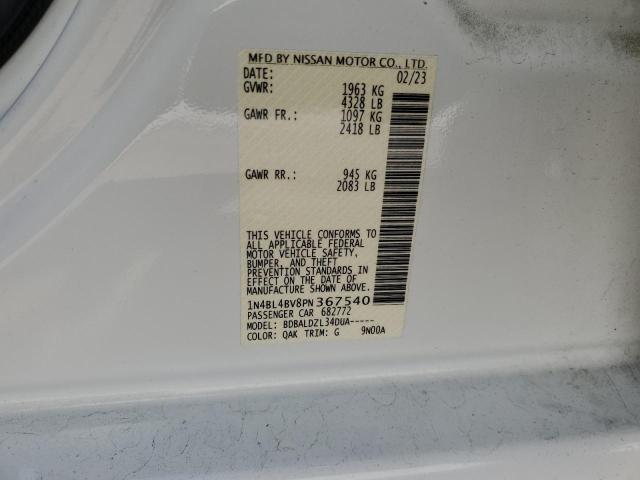 MFD BY NISSAN MOTOR CO., LTD.
DATE: 02/23
GVWR: 1963 KG
4328 LB
GAWR FR.: 1097 KG
2418 LB
GAWR RR.: 945 KG
2083 LB
THIS VEHICLE CONFORMS TO
ALL APPLICABLE FEDERAL
MOTOR VEHICLE SAFETY,
BUMPER, AND THEFT
PREVENTION STANDARDS IN
EFFECT ON THE DATE OF
MANUFACTURE SHOWN ABOVE.
1N4BL4BV8PN367540
PASSENGER CAR 682772
MODEL: BDBALDZL34DUA-----
COLOR: QAK TRIM: G 9N00A